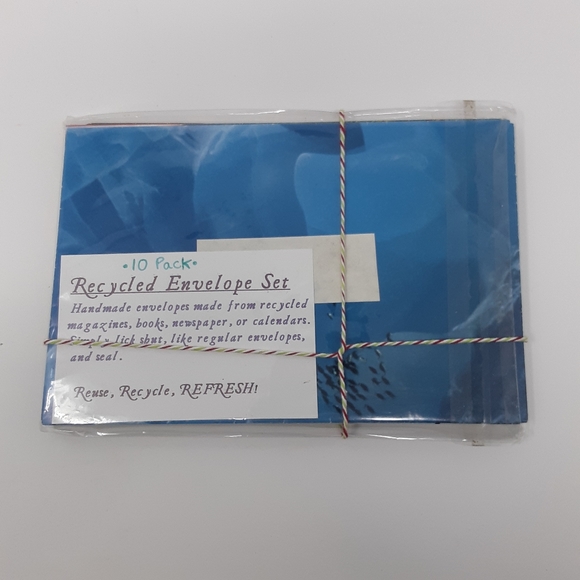 •10 Pack•
Recycled Envelope Set
Handmade envelopes made from recycled
magazines, books, newspaper, or calendars.
Simply lick shut, like regular envelopes,
and seal.
Reuse, Recycle, REFRESH!